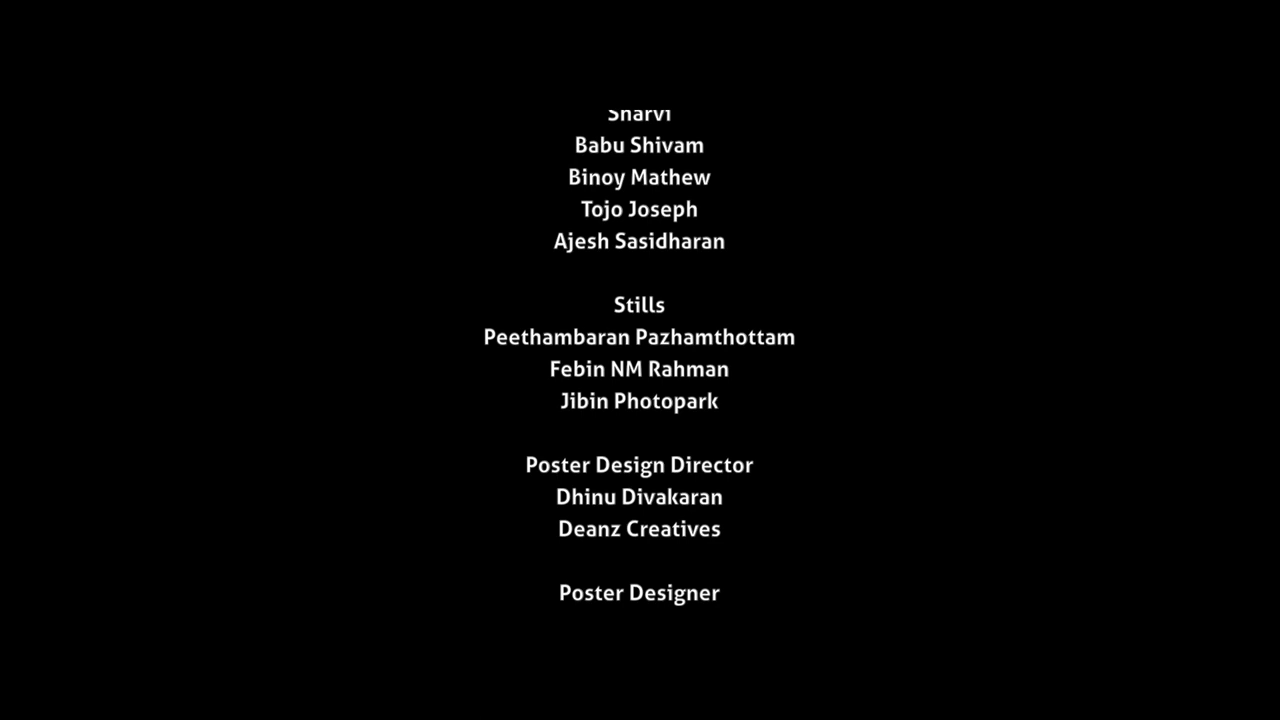 Sharvi
Babu Shivam
Binoy Mathew
Tojo Joseph
Ajesh Sasidharan
Stills
Peethambaran Pazhamthottam
Febin NM Rahman
Jibin Photopark
Poster Design Director
Dhinu Divakaran
Deanz Creatives
Poster Designer